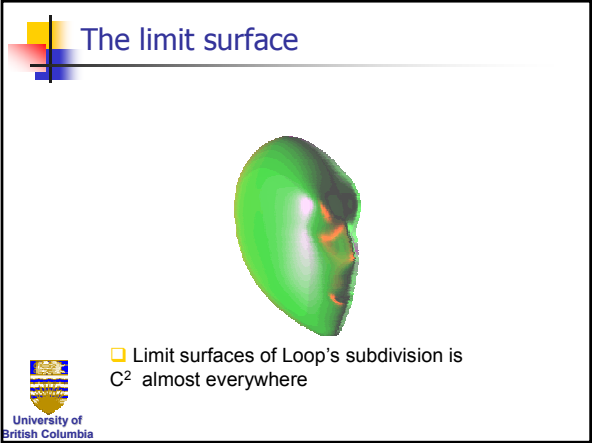 The limit surface
Limit surfaces of Loop's subdivision is
C² almost everywhere
University of
British Columbia